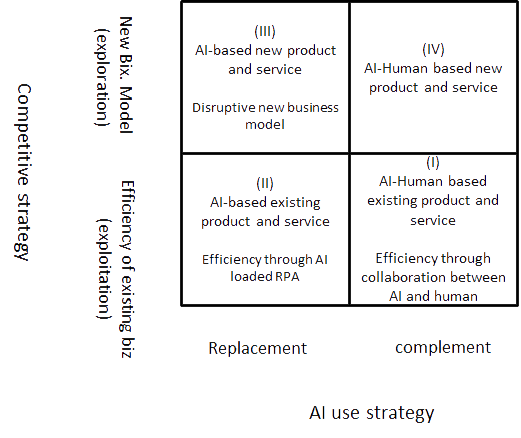 Competitive strategy
New Bix. Model
(exploration)
Efficiency of existing biz
(exploitation)
(III)
AI-based new product
and service
Disruptive new business
model
(IV)
AI-Human based new
product and service
(II)
AI-based existing
product and service
Efficiency through AI
loaded RPA
(I)
AI-Human based
existing product and
service
Efficiency through
collaboration between
AI and human
Replacement
complement
AI use strategy